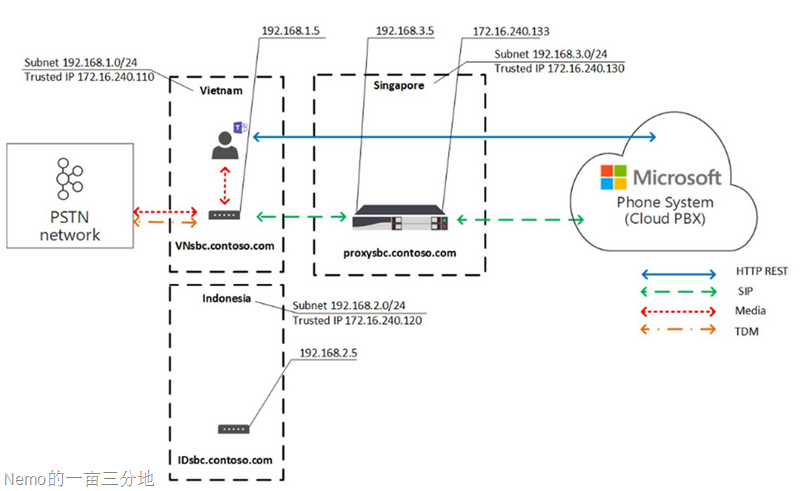 192.168.1.5
192.168.3.5
172.16.240.133
Subnet 192.168.1.0/24
Trusted IP 172.16.240.110
Subnet 192.168.3.0/24
Trusted IP 172.16.240.130
Vietnam
Singapore
Microsoft
Phone System
(Cloud PBX)
PSTN
network
VNsbc.contoso.com
proxysbc.contoso.com
HTTP REST
SIP
Media
TDM
Indonesia
Subnet 192.168.2.0/24
Trusted IP 172.16.240.120
192.168.2.5
IDsbc.contoso.com
Nemo的一亩三分地